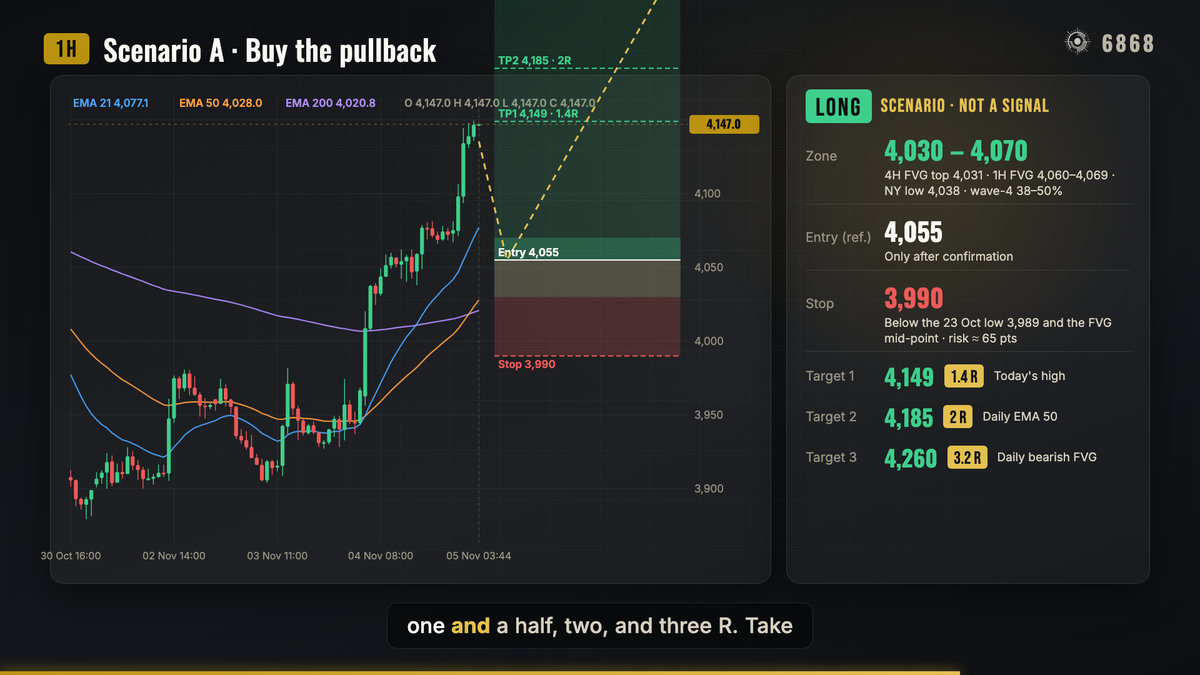 1H Scenario A · Buy the pullback
6868
EMA 21 4,077.1 EMA 50 4,028.0 EMA 200 4,020.8 O 4,147.0 H 4,147.0 L 4,147.0 C 4,147.0
TP2 4,185 · 2R
TP1 4,149 · 1.4R
4,147.0
4,100
Entry 4,055
4,050
4,000
Stop 3,990
3,950
3,900
30 Oct 16:00 02 Nov 14:00 03 Nov 11:00 04 Nov 08:00 05 Nov 03:44
LONG SCENARIO · NOT A SIGNAL
Zone 4,030 – 4,070
4H FVG top 4,031 · 1H FVG 4,060–4,069 ·
NY low 4,038 · wave-4 38–50%
Entry (ref.) 4,055
Only after confirmation
Stop 3,990
Below the 23 Oct low 3,989 and the FVG
mid-point · risk ≈ 65 pts
Target 1 4,149 1.4 R Today's high
Target 2 4,185 2 R Daily EMA 50
Target 3 4,260 3.2 R Daily bearish FVG
one and a half, two, and three R. Take